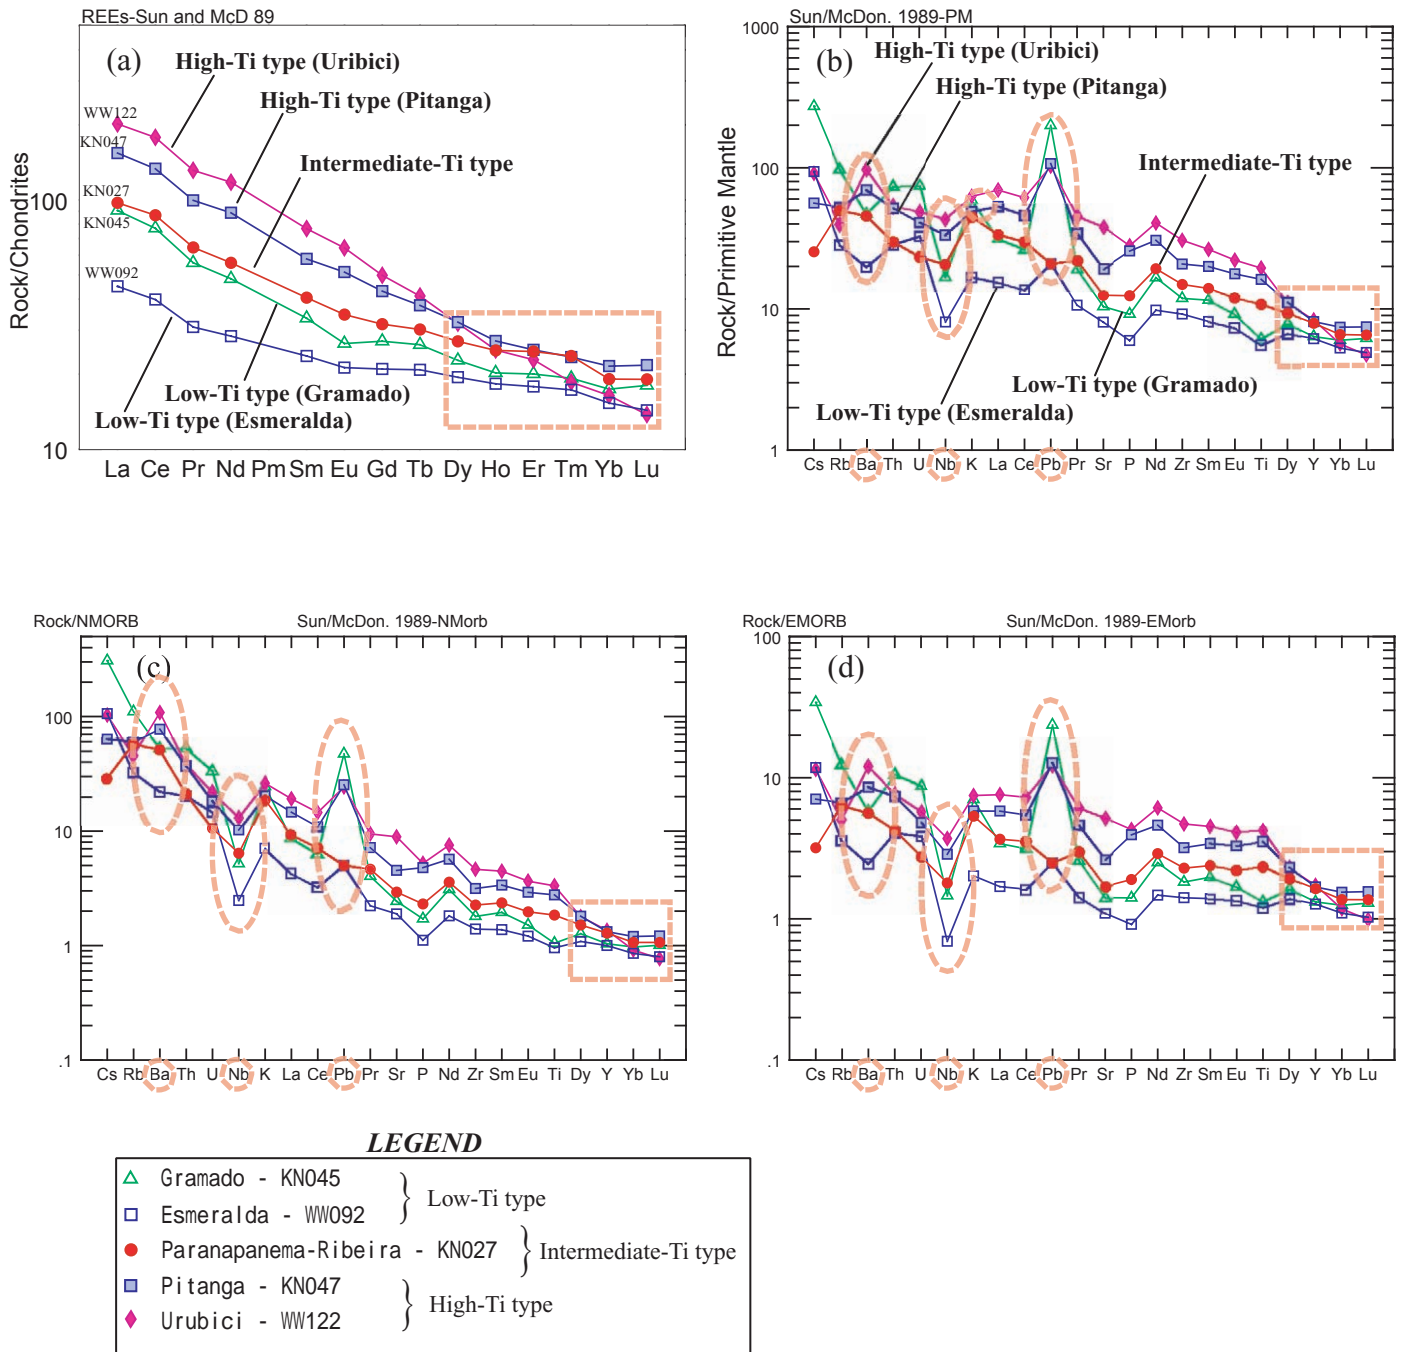 REEs-Sun and McD 89
(a)
High-Ti type (Uribici)
High-Ti type (Pitanga)
Intermediate-Ti type
WW122
KN047
KN027
KN045
WW092
Low-Ti type (Gramado)
Low-Ti type (Esmeralda)
Rock/Chondrites
100
10
La Ce Pr Nd Pm Sm Eu Gd Tb Dy Ho Er Tm Yb Lu
Sun/McDon. 1989-PM
(b)
High-Ti type (Uribici)
High-Ti type (Pitanga)
Intermediate-Ti type
Low-Ti type (Gramado)
Low-Ti type (Esmeralda)
Rock/Primitive Mantle
1000
100
10
1
Cs Rb Ba Th U Nb K La Ce Pb Pr Sr P Nd Zr Sm Eu Ti Dy Y Yb Lu
Rock/NMORB
Sun/McDon. 1989-NMorb
(c)
100
10
1
.1
Cs Rb Ba Th U Nb K La Ce Pb Pr Sr P Nd Zr Sm Eu Ti Dy Y Yb Lu
Rock/EMORB
Sun/McDon. 1989-EMorb
(d)
100
10
1
.1
Cs Rb Ba Th U Nb K La Ce Pb Pr Sr P Nd Zr Sm Eu Ti Dy Y Yb Lu
LEGEND
Gramado - KN045
Esmeralda - WW092
Low-Ti type
Paranapanema-Ribeira - KN027
Intermediate-Ti type
Pitanga - KN047
Urubici - WW122
High-Ti type